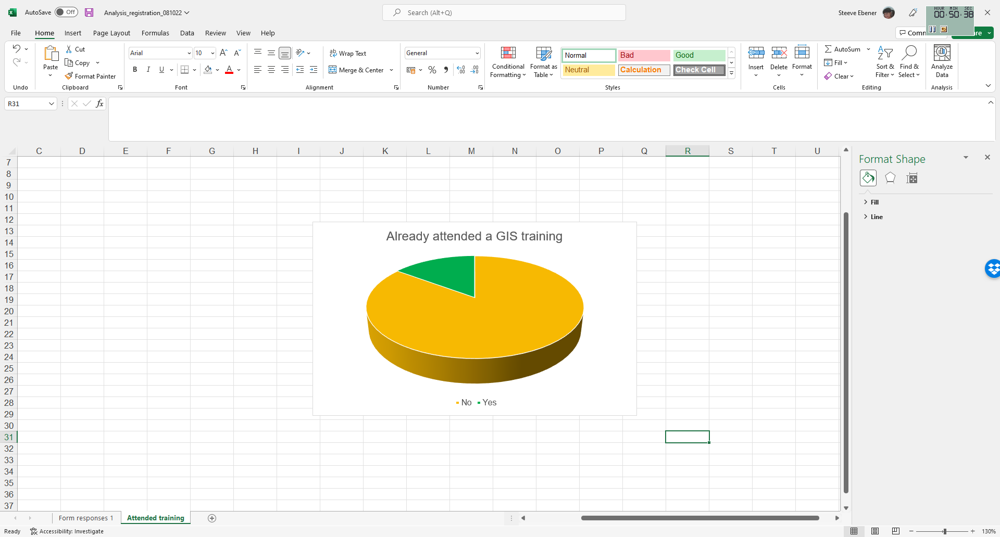 AutoSave Off Analysis_registration_081022 Search (Alt+Q) Steeve Ebener
HOUR MIN SEC
00:50:38
File Home Insert Page Layout Formulas Data Review View Help
Undo
Paste
Cut
Copy
Format Painter
Clipboard
Arial 10
B I U A
Font
ab Wrap Text
Merge & Center
Alignment
General
%
Number
Conditional
Formatting
Format as
Table
Normal Bad Good
Neutral Calculation Check Cell
Styles
Insert Delete Format
Cells
AutoSum
Fill
Clear
Sort &
Filter
Find &
Select
Editing
Analyze
Data
Analysis
R31 fx
C D E F G H I J K L M N O P Q R S T U
7
8
9
10
11
12
13
14
15
16
17
18
19
20
21
22
23
24
25
26
27
28
29
30
31
32
33
34
35
36
37
Already attended a GIS training
No Yes
Format Shape
Fill
Line
Form responses 1 Attended training
Ready Accessibility: Investigate 130%